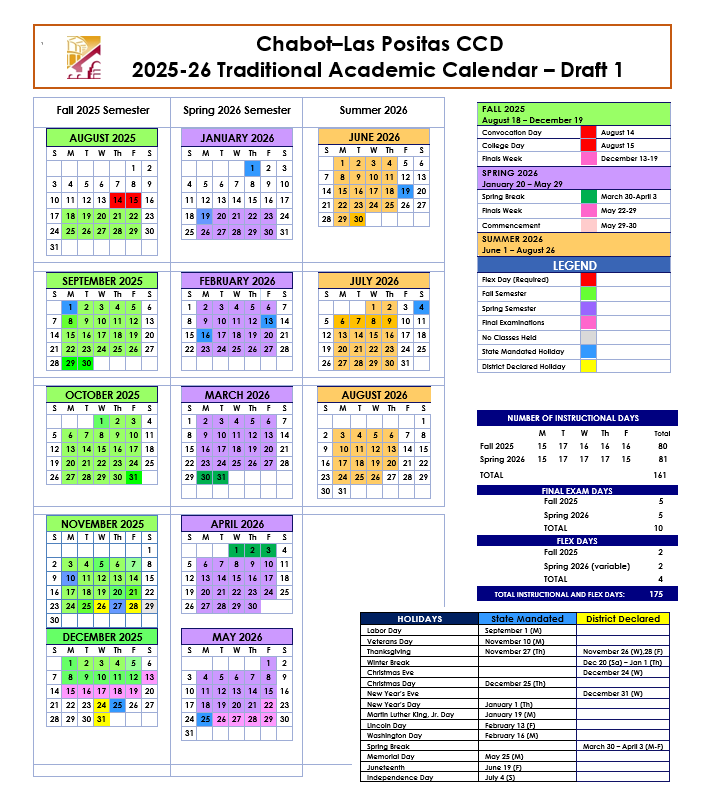 Chabot–Las Positas CCD
2025-26 Traditional Academic Calendar – Draft 1
Fall 2025 Semester
Spring 2026 Semester
Summer 2026
AUGUST 2025
S M T W Th F S
1 2
3 4 5 6 7 8 9
10 11 12 13 14 15 16
17 18 19 20 21 22 23
24 25 26 27 28 29 30
31
JANUARY 2026
S M T W Th F S
1 2 3
4 5 6 7 8 9 10
11 12 13 14 15 16 17
18 19 20 21 22 23 24
25 26 27 28 29 30 31
JUNE 2026
S M T W Th F S
1 2 3 4 5 6
7 8 9 10 11 12 13
14 15 16 17 18 19 20
21 22 23 24 25 26 27
28 29 30
SEPTEMBER 2025
S M T W Th F S
1 2 3 4 5 6
7 8 9 10 11 12 13
14 15 16 17 18 19 20
21 22 23 24 25 26 27
28 29 30
FEBRUARY 2026
S M T W Th F S
1 2 3 4 5 6 7
8 9 10 11 12 13 14
15 16 17 18 19 20 21
22 23 24 25 26 27 28
JULY 2026
S M T W Th F S
1 2 3 4
5 6 7 8 9 10 11
12 13 14 15 16 17 18
19 20 21 22 23 24 25
26 27 28 29 30 31
OCTOBER 2025
S M T W Th F S
1 2 3 4
5 6 7 8 9 10 11
12 13 14 15 16 17 18
19 20 21 22 23 24 25
26 27 28 29 30 31
MARCH 2026
S M T W Th F S
1 2 3 4 5 6 7
8 9 10 11 12 13 14
15 16 17 18 19 20 21
22 23 24 25 26 27 28
29 30 31
AUGUST 2026
S M T W Th F S
1
2 3 4 5 6 7 8
9 10 11 12 13 14 15
16 17 18 19 20 21 22
23 24 25 26 27 28 29
30 31
NOVEMBER 2025
S M T W Th F S
1
2 3 4 5 6 7 8
9 10 11 12 13 14 15
16 17 18 19 20 21 22
23 24 25 26 27 28 29
30
APRIL 2026
S M T W Th F S
1 2 3 4
5 6 7 8 9 10 11
12 13 14 15 16 17 18
19 20 21 22 23 24 25
26 27 28 29 30
DECEMBER 2025
S M T W Th F S
1 2 3 4 5 6
7 8 9 10 11 12 13
14 15 16 17 18 19 20
21 22 23 24 25 26 27
28 29 30 31
MAY 2026
S M T W Th F S
1 2
3 4 5 6 7 8 9
10 11 12 13 14 15 16
17 18 19 20 21 22 23
24 25 26 27 28 29 30
31
FALL 2025
August 18 – December 19
Convocation Day August 14
College Day August 15
Finals Week December 13-19
SPRING 2026
January 20 – May 29
Spring Break March 30-April 3
Finals Week May 22-29
Commencement May 29-30
SUMMER 2026
June 1 – August 26
LEGEND
Flex Day (Required)
Fall Semester
Spring Semester
Final Examinations
No Classes Held
State Mandated Holiday
District Declared Holiday
NUMBER OF INSTRUCTIONAL DAYS
M T W Th F Total
Fall 2025 15 17 16 16 16 80
Spring 2026 15 17 17 17 15 81
TOTAL 161
FINAL EXAM DAYS
Fall 2025 5
Spring 2026 5
TOTAL 10
FLEX DAYS
Fall 2025 2
Spring 2026 (variable) 2
TOTAL 4
TOTAL INSTRUCTIONAL AND FLEX DAYS: 175
HOLIDAYS State Mandated District Declared
Labor Day September 1 (M)
Veterans Day November 10 (M)
Thanksgiving November 27 (Th) November 26 (W),28 (F)
Winter Break Dec 20 (Sa) – Jan 1 (Th)
Christmas Eve December 24 (W)
Christmas Day December 25 (Th)
New Year's Eve December 31 (W)
New Year's Day January 1 (Th)
Martin Luther King, Jr. Day January 19 (M)
Lincoln Day February 13 (F)
Washington Day February 16 (M)
Spring Break March 30 – April 3 (M-F)
Memorial Day May 25 (M)
Juneteenth June 19 (F)
Independence Day July 4 (S)